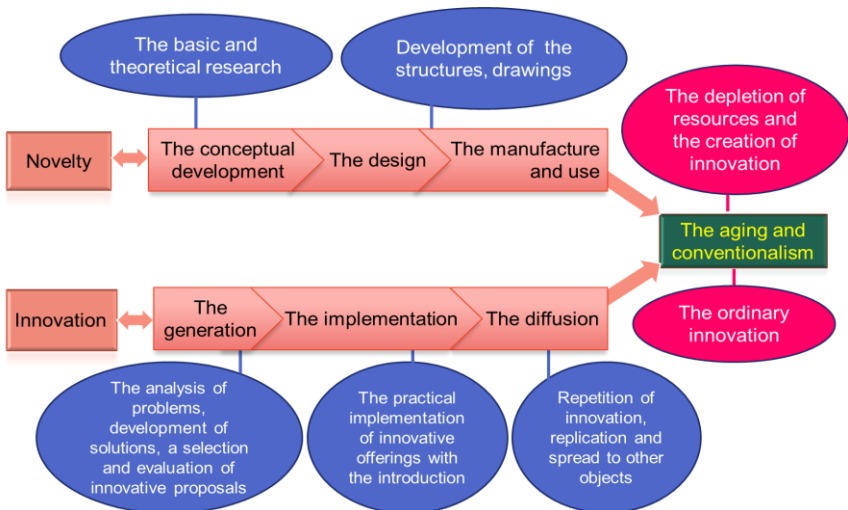 The basic and
theoretical research
Development of the
structures, drawings
The depletion of
resources and
the creation of
innovation
Novelty
The conceptual
development
The design
The manufacture
and use
The aging and
conventionalism
Innovation
The
generation
The implementation
The diffusion
The ordinary
innovation
The analysis of
problems,
development of
solutions, a selection
and evaluation of
innovative proposals
The practical
implementation
of innovative
offerings with
the introduction
Repetition of
innovation,
replication and
spread to other
objects